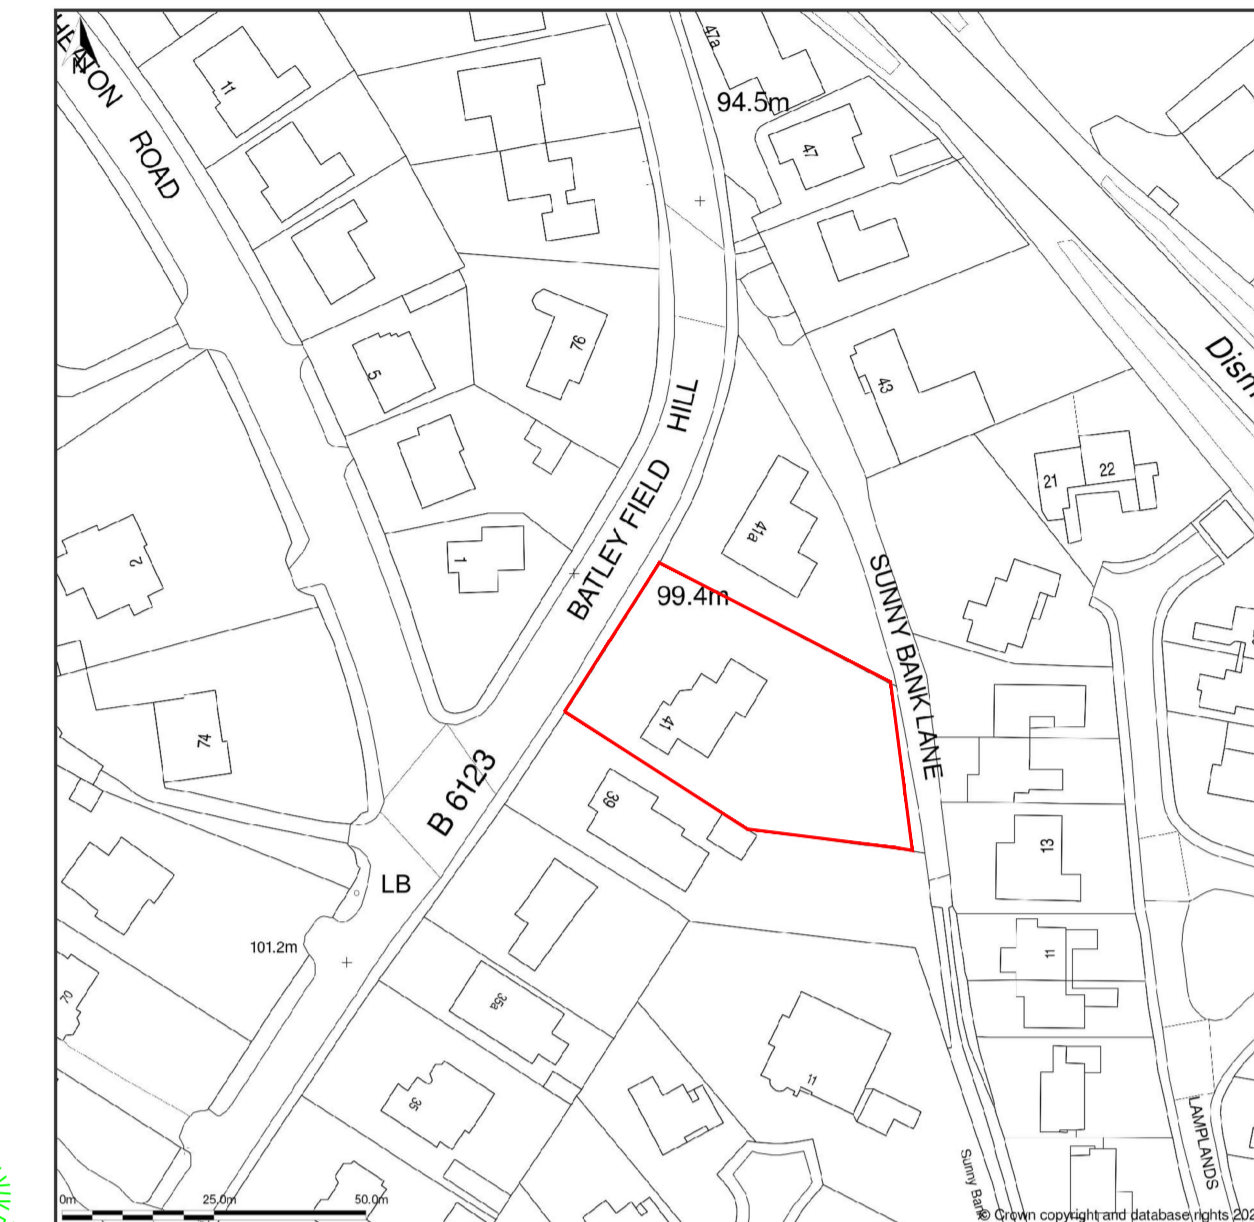 HEATON ROAD
N
11
47a
94.5m
47
76
5
43
Dism
BATLEY FIELD HILL
21
22
41a
1
2
99.4m
SUNNY BANK LANE
41
74
B 6123
39
13
LB
101.2m
11
70
35a
35
11
LAMPLANDS
Sunny Bank
0m
25.0m
50.0m
© Crown copyright and database rights 202